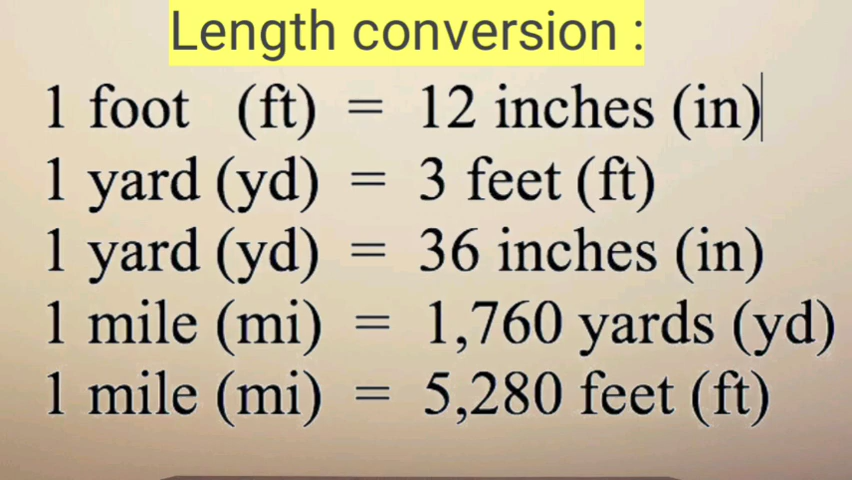 Length conversion :
1 foot (ft) = 12 inches (in)
1 yard (yd) = 3 feet (ft)
1 yard (yd) = 36 inches (in)
1 mile (mi) = 1,760 yards (yd)
1 mile (mi) = 5,280 feet (ft)